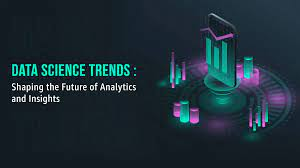 DATA SCIENCE TRENDS :
Shaping the Future of Analytics
and Insights